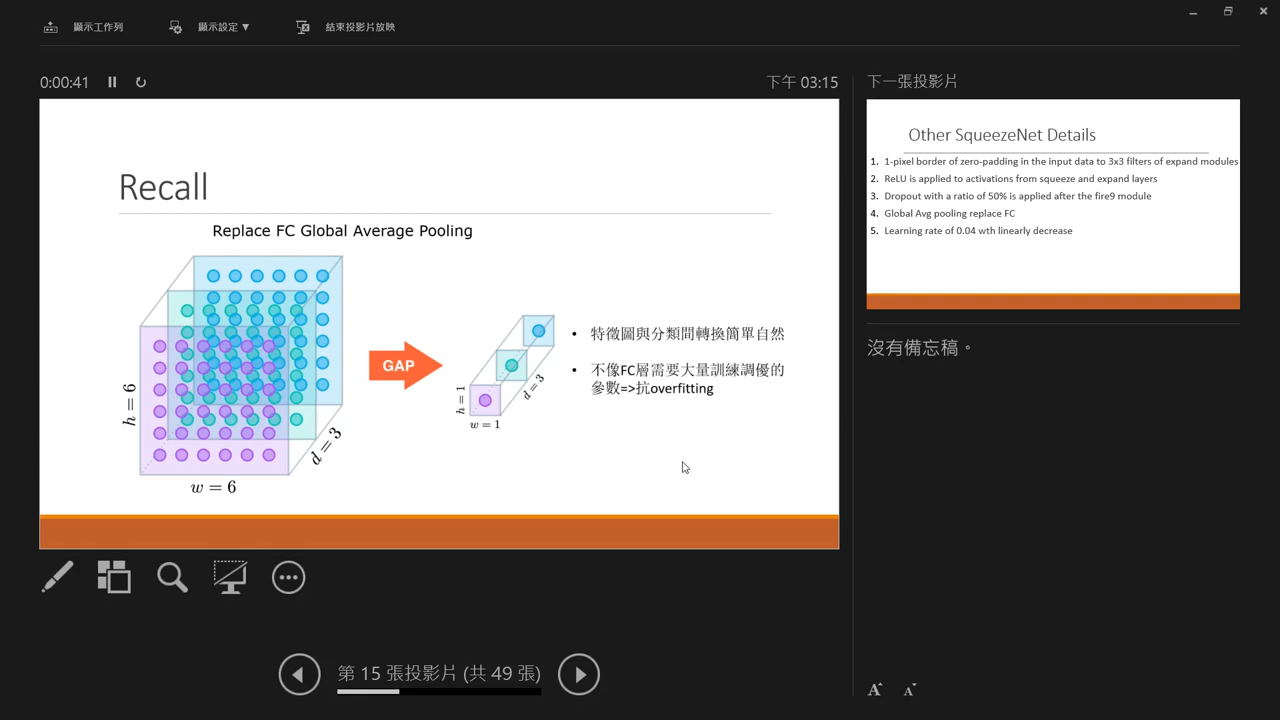 顯示工作列
顯示設定 ▼
結束投影片放映
0:00:41
下午 03:15
下一張投影片
Recall
Replace FC Global Average Pooling
GAP
h = 6
w = 6
d = 3
h = 1
w = 1
d = 3
• 特徵圖與分類間轉換簡單自然
• 不像FC層需要大量訓練調優的
參數=>抗overfitting
Other SqueezeNet Details
1. 1-pixel border of zero-padding in the input data to 3x3 filters of expand modules
2. ReLU is applied to activations from squeeze and expand layers
3. Dropout with a ratio of 50% is applied after the fire9 module
4. Global Avg pooling replace FC
5. Learning rate of 0.04 wth linearly decrease
沒有備忘稿。
第 15 張投影片 (共 49 張)
A A